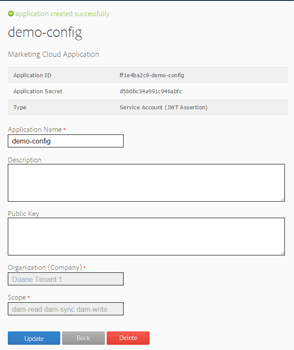 application created successfully
demo-config
Marketing Cloud Application
Application ID ff1e4ba2c9-demo-config
Application Secret d5b0bc34a991c946abfc
Type Service Account (JWT Assertion)
Application Name *
demo-config
Description
Public Key
Organization (Company) *
Duane Tenant 1
Scope *
dam-read dam-sync dam-write
Update Back Delete